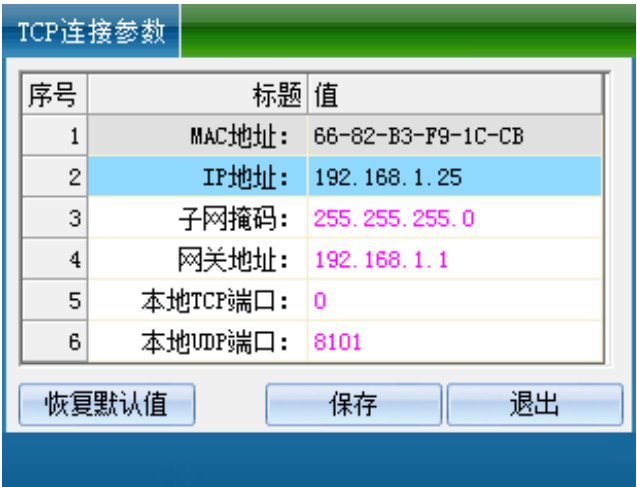 TCP连接参数
序号 标题 值
1 MAC地址: 66-82-B3-F9-1C-CB
2 IP地址: 192.168.1.25
3 子网掩码: 255.255.255.0
4 网关地址: 192.168.1.1
5 本地TCP端口: 0
6 本地UDP端口: 8101
恢复默认值 保存 退出